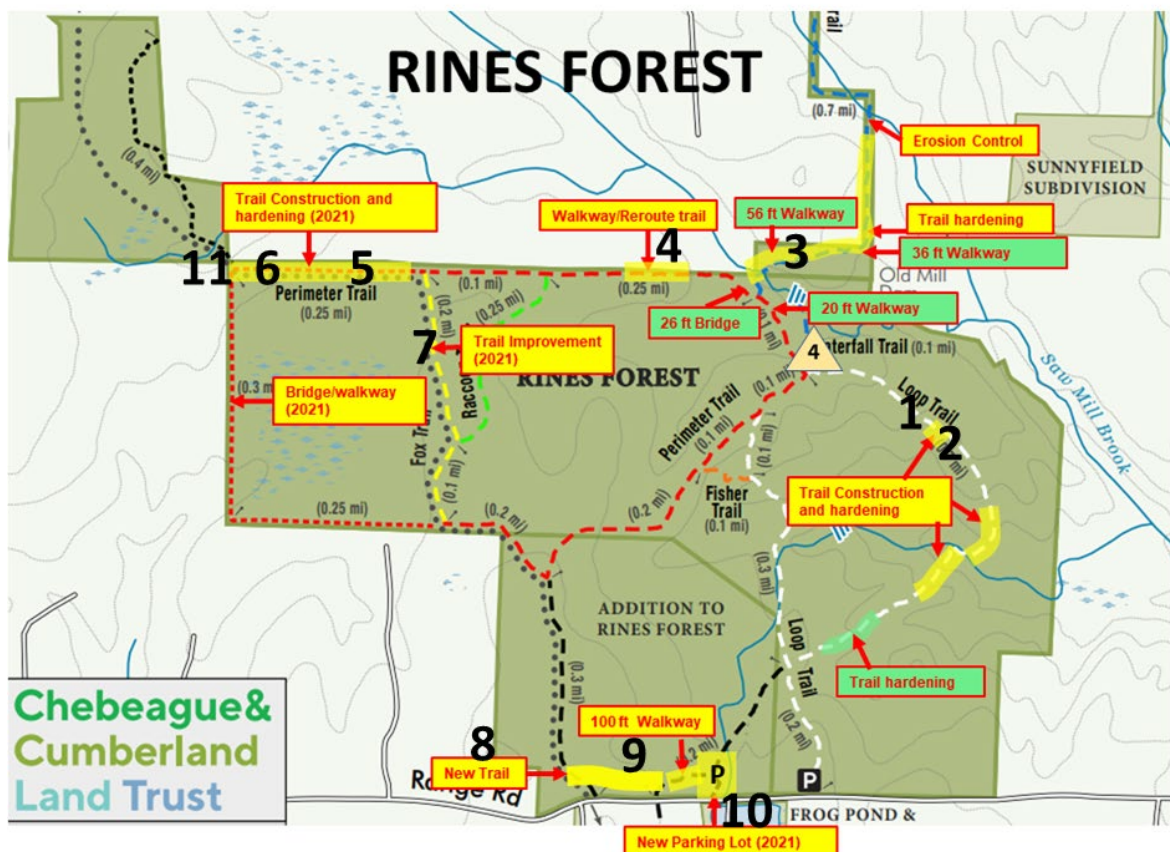 RINES FOREST
Trail
(0.7 mi)
Erosion Control
SUNNYFIELD
SUBDIVISION
(0.4 mi)
Trail Construction and
hardening (2021)
Walkway/Reroute trail
56 ft Walkway
Trail hardening
36 ft Walkway
11
6
5
4
3
Perimeter Trail
(0.25 mi)
(0.1 mi)
(0.25 mi)
(0.25 mi)
Old Mill
26 ft Bridge
20 ft Walkway
(0.1 mi)
(0.2 mi)
7
Trail Improvement
(2021)
4
Waterfall Trail (0.1 mi)
RINES FOREST
Bridge/walkway
(2021)
Fox Trail
Perimeter Trail
(0.1 mi)
(0.1 mi)
(0.1 mi)
Loop Trail
1
2
Saw Mill Brook
Trail Construction
and hardening
Fisher
Trail
(0.1 mi)
(0.1 mi)
(0.25 mi)
(0.2 mi)
(0.2 mi)
(0.3 mi)
ADDITION TO
RINES FOREST
Loop Trail
Trail hardening
(0.3 mi)
(0.2 mi)
Chebeague&
Cumberland
Land Trust
8
New Trail
9
100 ft Walkway
P
P
Range Rd
10
New Parking Lot (2021)
FROG POND &